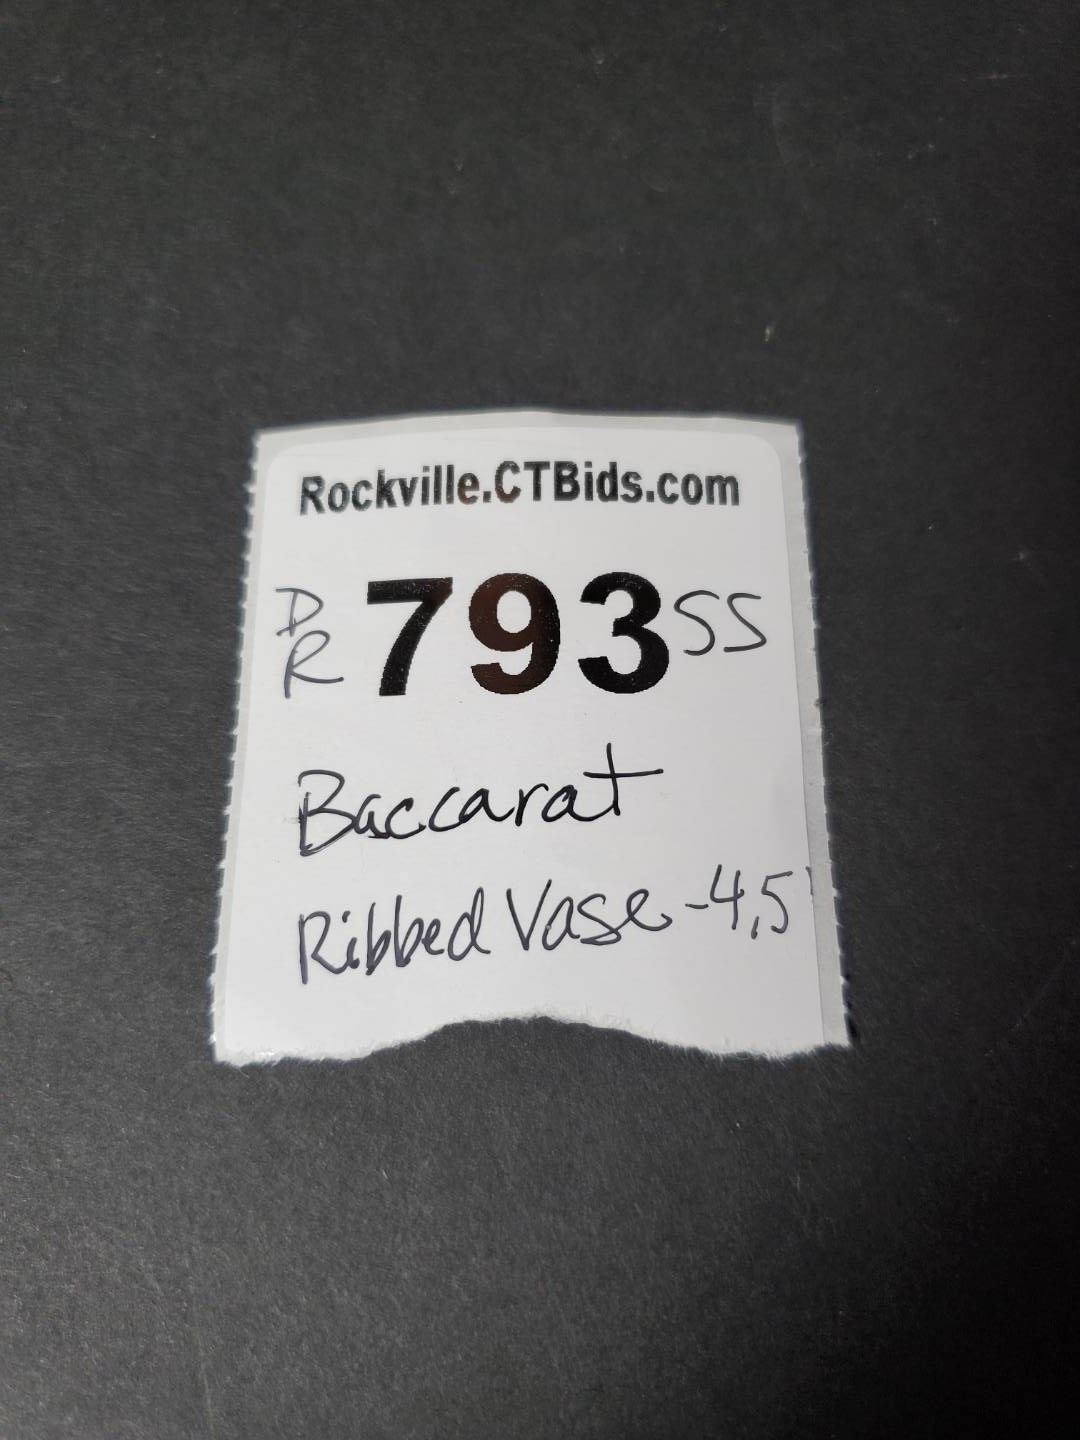 Rockville.CTBids.com
DR 793 SS
Baccarat
Ribbed Vase - 4,5"